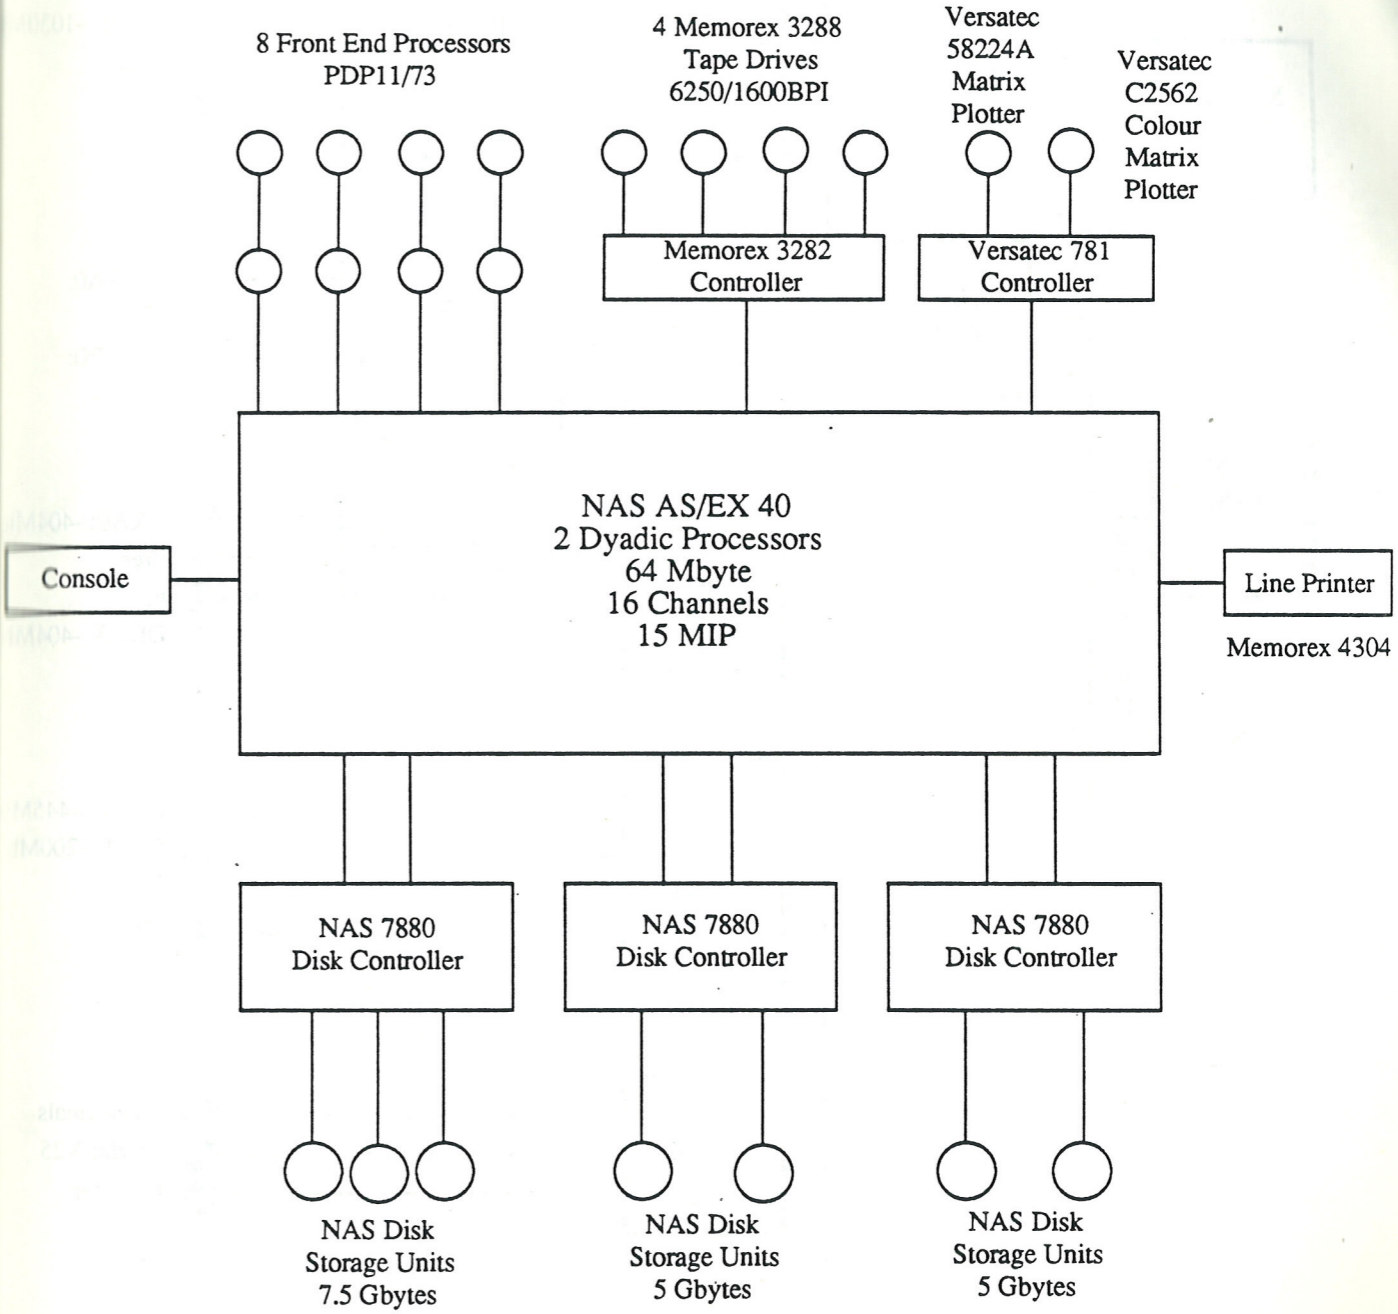 8 Front End Processors
PDP11/73
4 Memorex 3288
Tape Drives
6250/1600BPI
Versatec
58224A
Matrix
Plotter
Versatec
C2562
Colour
Matrix
Plotter
Memorex 3282
Controller
Versatec 781
Controller
NAS AS/EX 40
2 Dyadic Processors
64 Mbyte
16 Channels
15 MIP
Console
Line Printer
Memorex 4304
NAS 7880
Disk Controller
NAS 7880
Disk Controller
NAS 7880
Disk Controller
NAS Disk
Storage Units
7.5 Gbytes
NAS Disk
Storage Units
5 Gbytes
NAS Disk
Storage Units
5 Gbytes